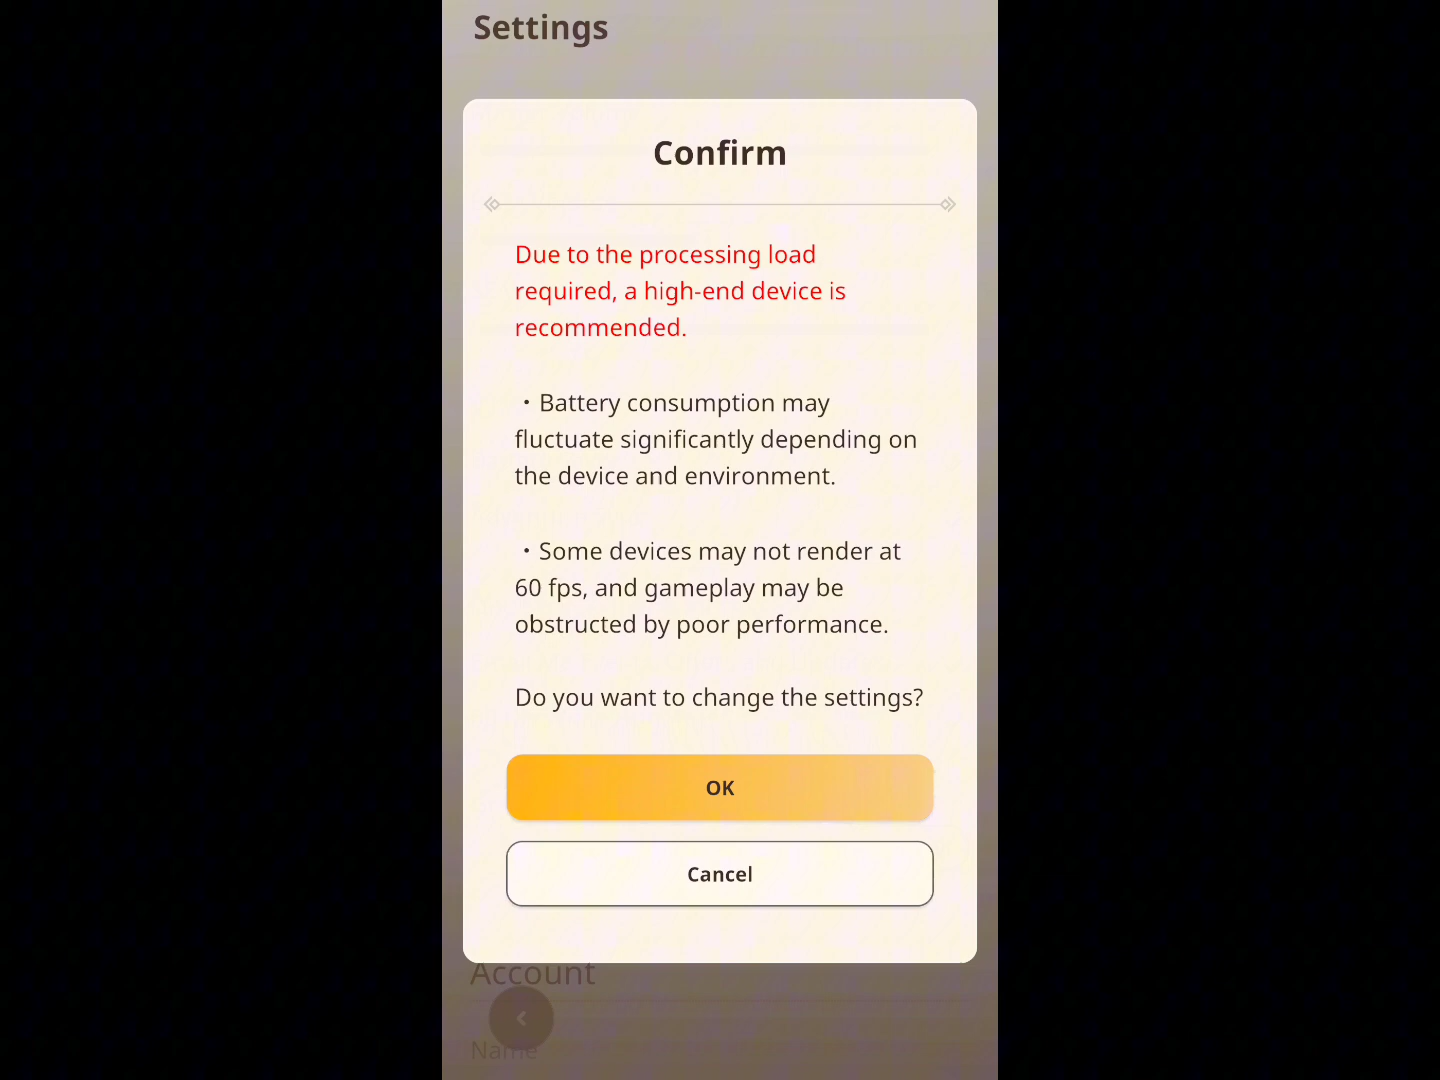 Settings
Confirm
Due to the processing load
required, a high-end device is
recommended.
・Battery consumption may
fluctuate significantly depending on
the device and environment.
・Some devices may not render at
60 fps, and gameplay may be
obstructed by poor performance.
Do you want to change the settings?
OK
Cancel
Account
Name